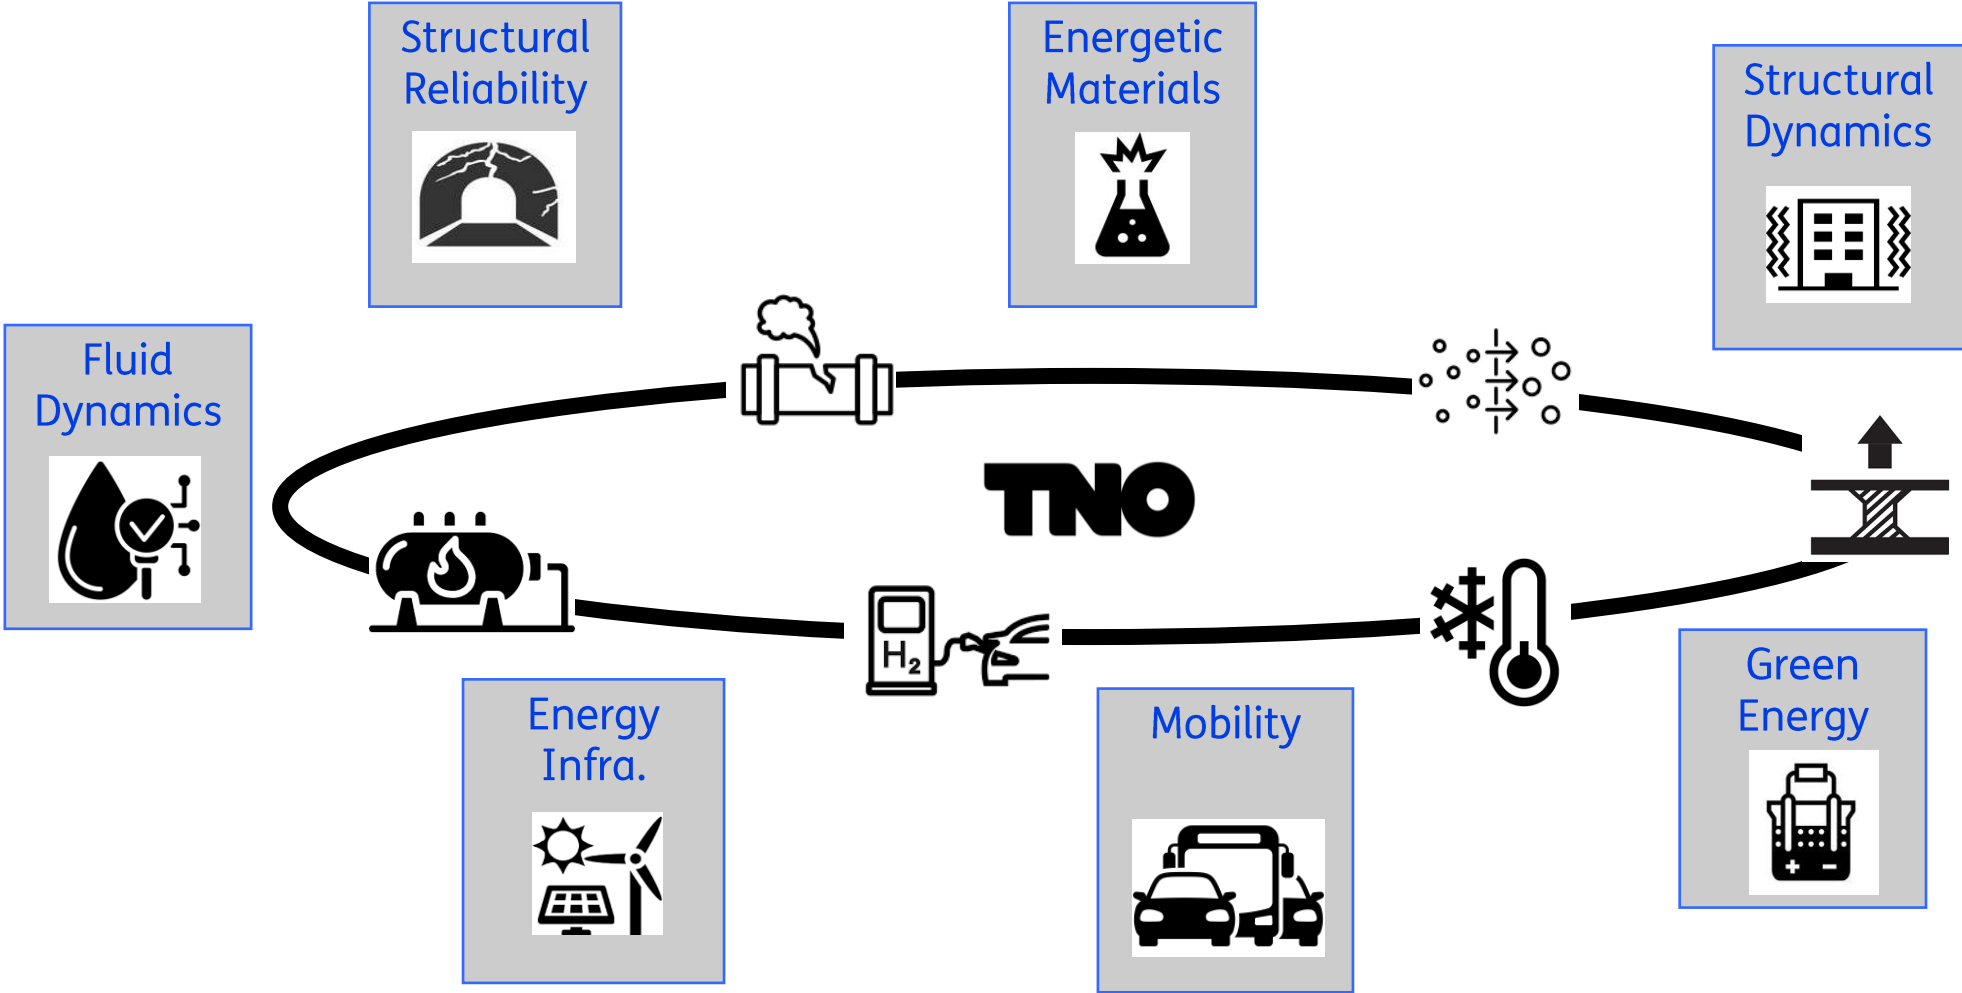 Structural
Reliability
Energetic
Materials
Structural
Dynamics
Fluid
Dynamics
TNO
H₂
Energy
Infra.
Mobility
Green
Energy
+ -